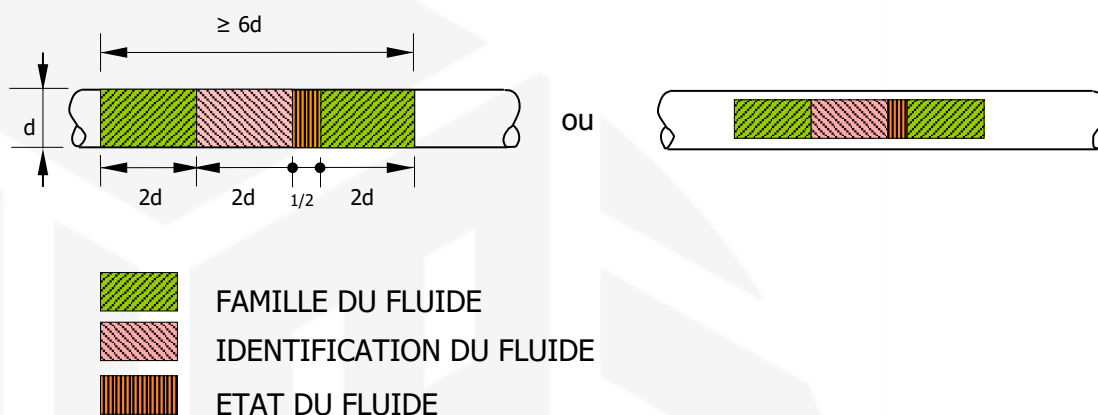 ≥ 6d
d
ou
2d 2d 1/2 2d
FAMILLE DU FLUIDE
IDENTIFICATION DU FLUIDE
ETAT DU FLUIDE